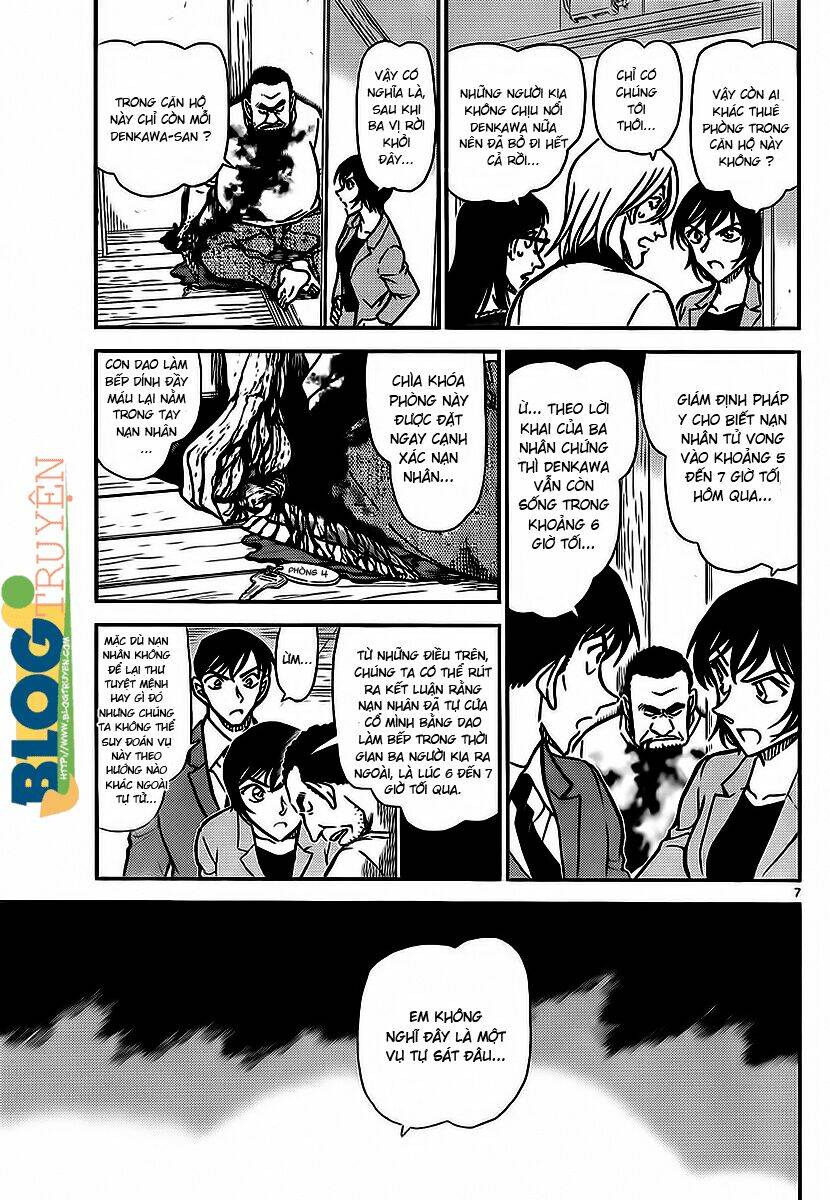 VẬY CÒN AI
KHÁC THUÊ
PHÒNG TRONG
CĂN HỘ NÀY
KHÔNG ?
CHỈ CÓ
CHÚNG
TÔI
THÔI...
NHỮNG NGƯỜI KIA
KHÔNG CHỊU NỔI
DENKAWA NỮA
NÊN ĐÃ BỎ ĐI HẾT
CẢ RỒI...
VẬY CÓ
NGHĨA LÀ,
SAU KHI
BA VỊ RỜI
KHỎI
ĐÂY...
TRONG CĂN HỘ
NÀY CHỈ CÒN MỖI
DENKAWA-SAN ?
GIÁM ĐỊNH PHÁP
Y CHO BIẾT NẠN
NHÂN TỬ VONG
VÀO KHOẢNG 5
ĐẾN 7 GIỜ TỐI
HÔM QUA...
Ừ... THEO LỜI
KHAI CỦA BA
NHÂN CHỨNG
THÌ DENKAWA
VẪN CÒN
SỐNG TRONG
KHOẢNG 6
GIỜ TỐI...
CHÌA KHÓA
PHÒNG NÀY
ĐƯỢC ĐẶT
NGAY CẠNH
XÁC NẠN
NHÂN...
CON DAO LÀM
BẾP DÍNH ĐẦY
MÁU LẠI NẰM
TRONG TAY
NẠN NHÂN
...
PHÒNG 4
TỪ NHỮNG ĐIỀU TRÊN,
CHÚNG TA CÓ THỂ RÚT
RA KẾT LUẬN RẰNG
NẠN NHÂN ĐÃ TỰ CỨA
CỔ MÌNH BẰNG DAO
LÀM BẾP TRONG THỜI
GIAN BA NGƯỜI KIA RA
NGOÀI, LÀ LÚC 6 ĐẾN 7
GIỜ TỐI QUA.
ỪM...
MẶC DÙ NẠN
NHÂN KHÔNG
ĐỂ LẠI THƯ
TUYỆT MỆNH
HAY GÌ ĐÓ
NHƯNG CHÚNG
TA KHÔNG THỂ
SUY ĐOÁN VỤ
NÀY THEO
HƯỚNG NÀO
KHÁC NGOÀI
TỰ TỬ...
7
EM KHÔNG
NGHĨ ĐÂY LÀ MỘT
VỤ TỰ SÁT ĐÂU...
BLOGTRUYỆN
HTTP://WWW.BLOGTRUYEN.COM